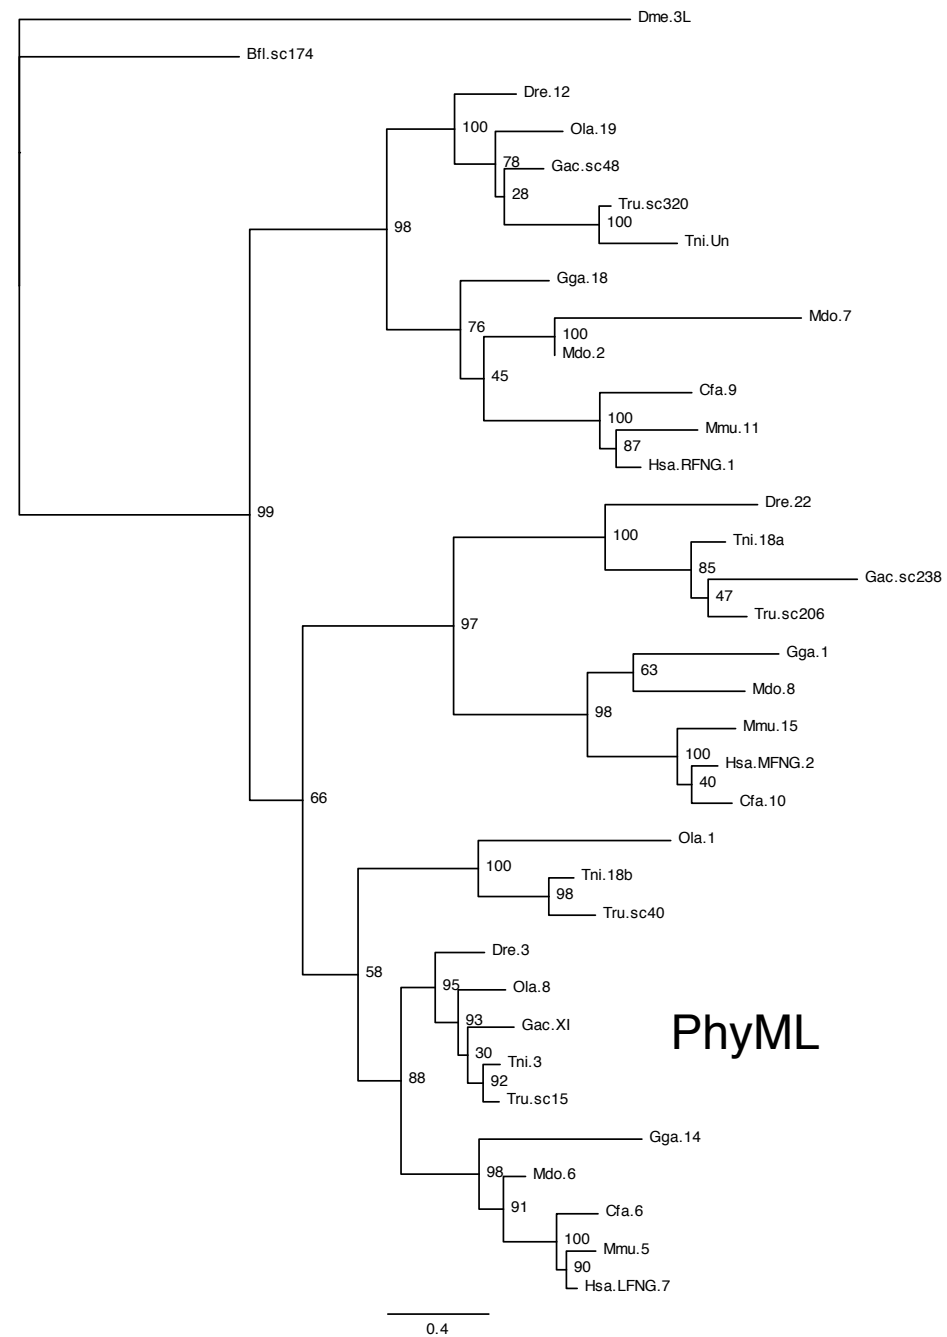 Dme.3L
Bfl.sc174
Dre.12
100
Ola.19
78
Gac.sc48
28
Tru.sc320
100
Tni.Un
98
Gga.18
Mdo.7
76
100
Mdo.2
45
Cfa.9
100
Mmu.11
87
Hsa.RFNG.1
Dre.22
99
100
Tni.18a
85
Gac.sc238
47
Tru.sc206
97
Gga.1
63
Mdo.8
98
Mmu.15
100
Hsa.MFNG.2
40
Cfa.10
66
Ola.1
100
Tni.18b
98
Tru.sc40
Dre.3
58
95
Ola.8
93
Gac.XI
PhyML
30
Tni.3
92
88
Tru.sc15
Gga.14
98
Mdo.6
91
Cfa.6
100
Mmu.5
90
Hsa.LFNG.7
0.4